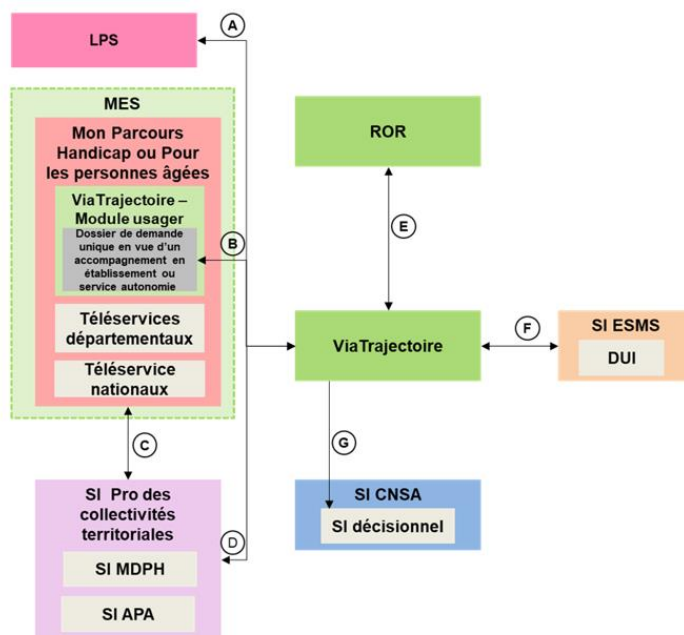 LPS
A
MES
Mon Parcours
Handicap ou Pour
les personnes âgées
ViaTrajectoire –
Module usager
Dossier de demande
unique en vue d'un
accompagnement en
établissement ou
service autonomie
B
Téléservices
départementaux
Téléservice
nationaux
C
SI Pro des
collectivités
territoriales
D
SI MDPH
SI APA
ROR
E
ViaTrajectoire
F
SI ESMS
DUI
G
SI CNSA
SI décisionnel